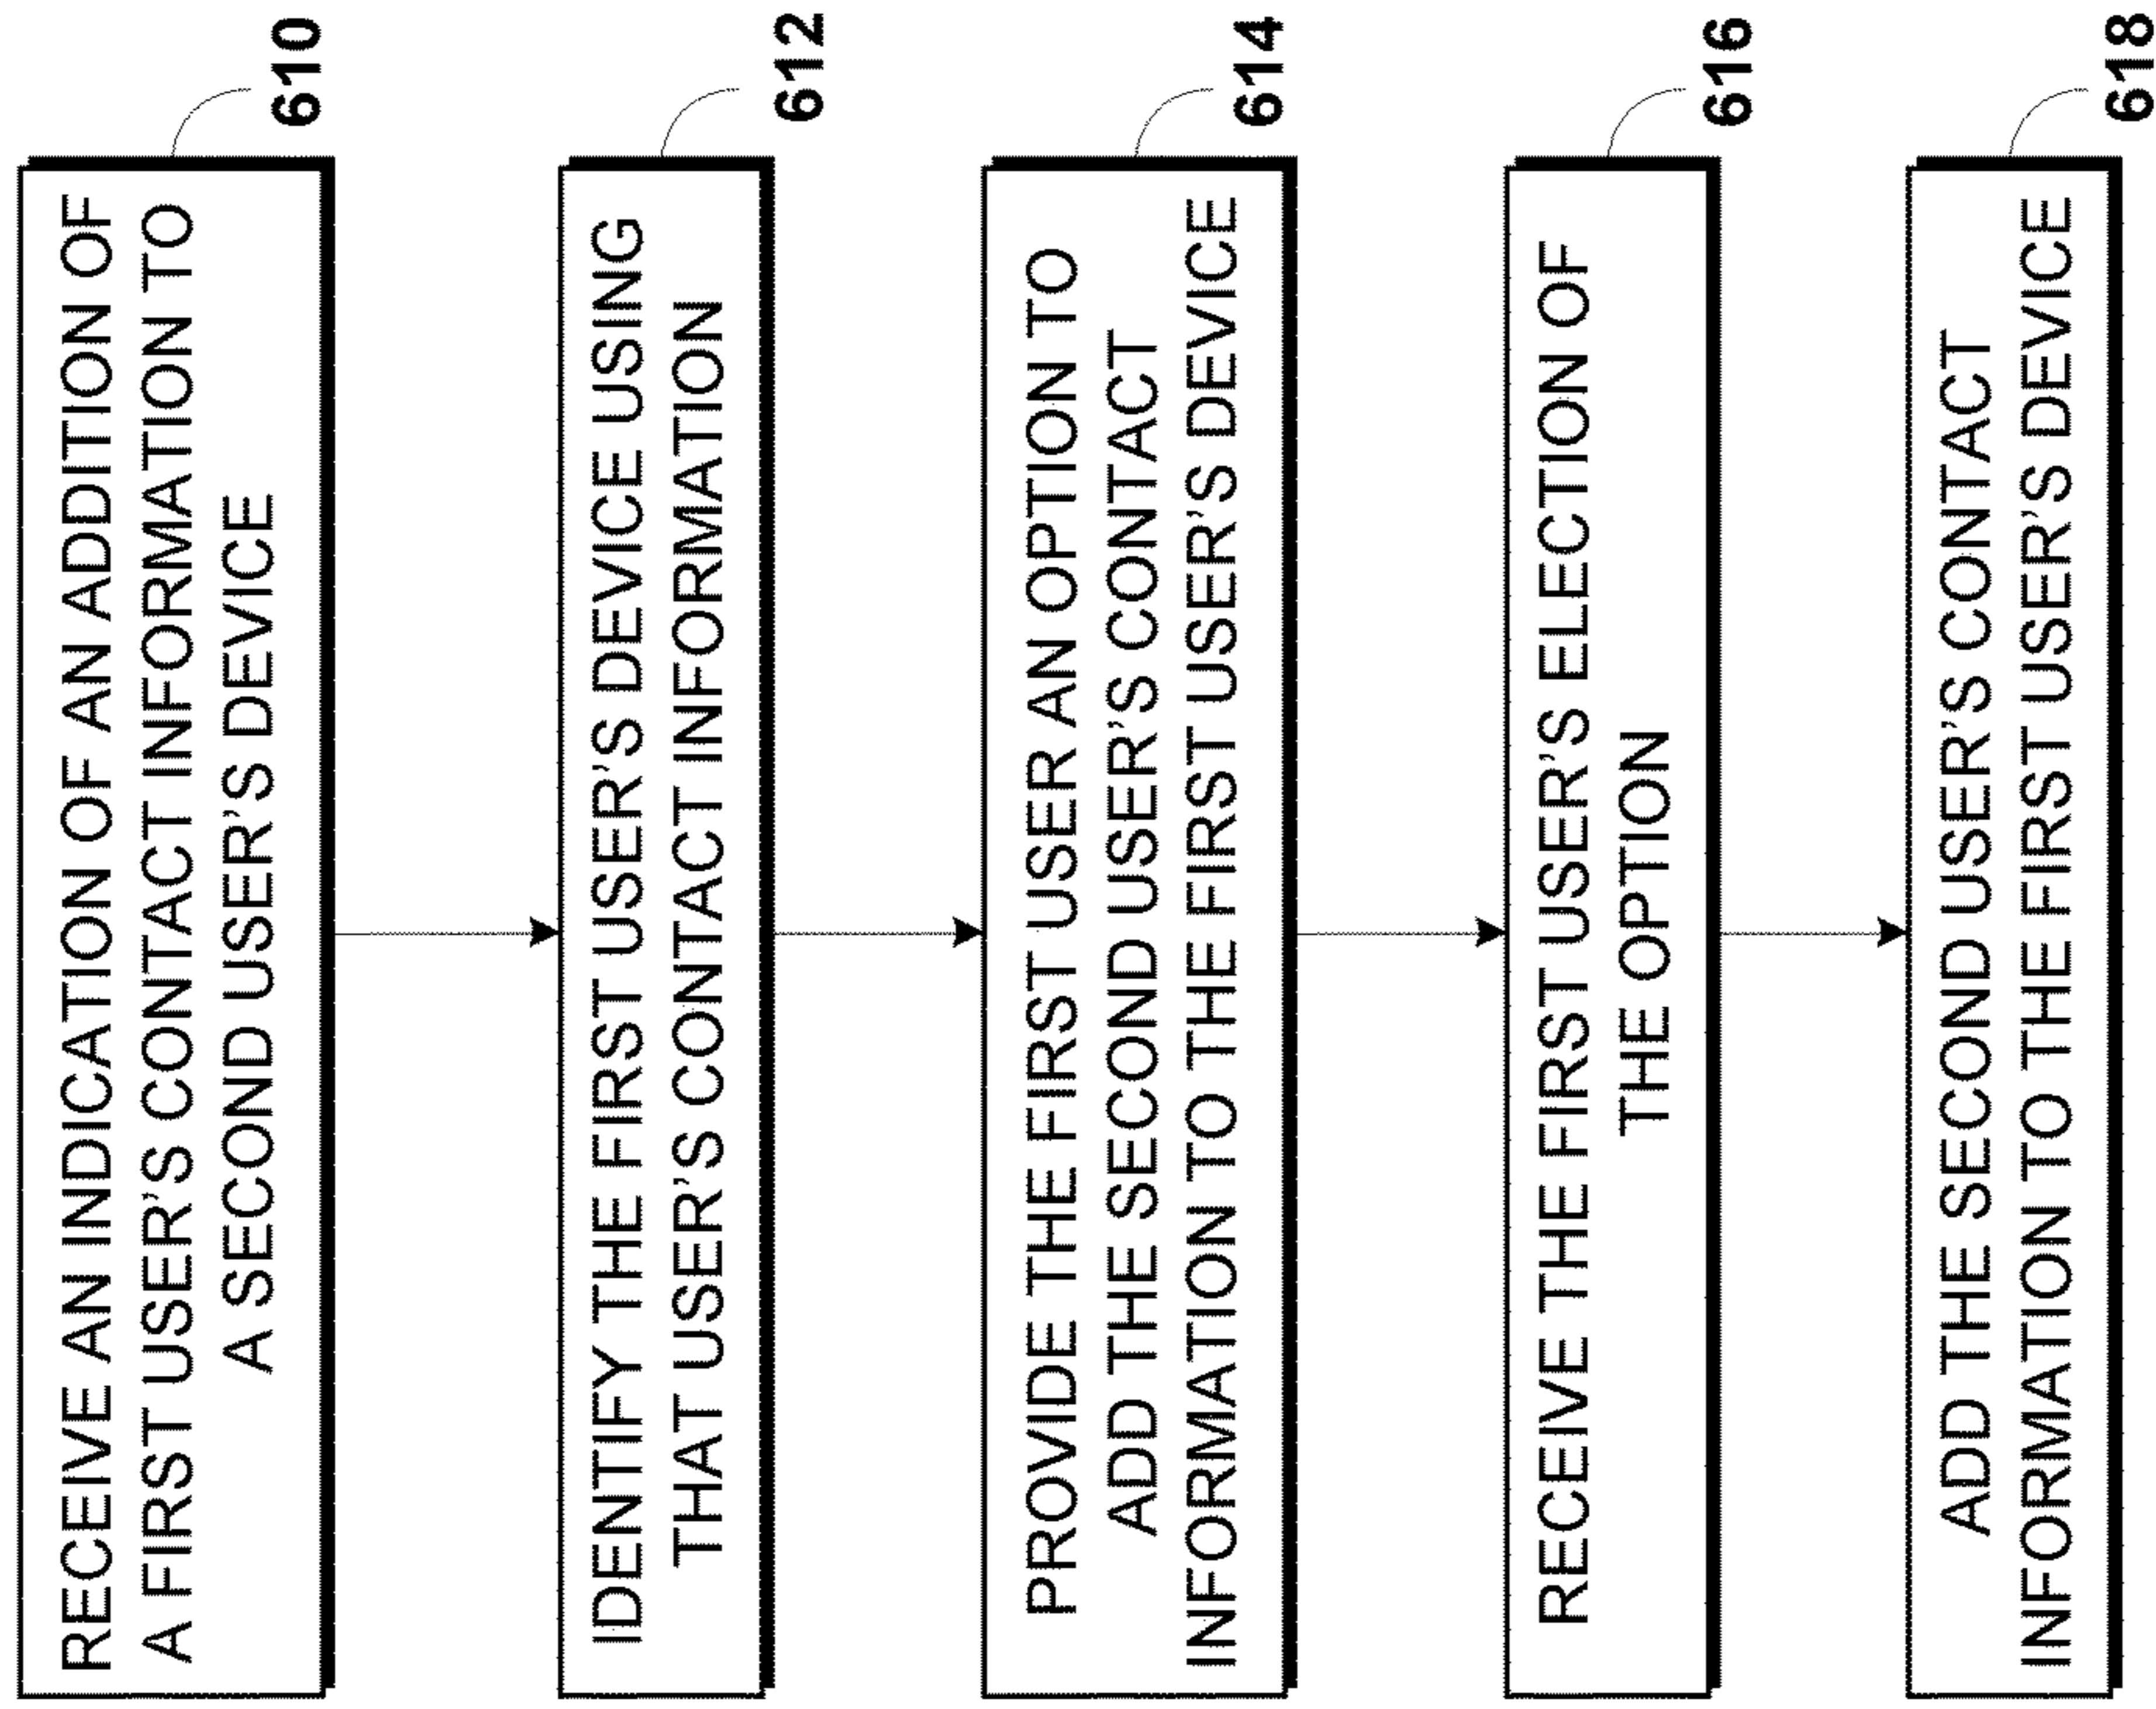 RECEIVE AN INDICATION OF AN ADDITION OF
A FIRST USER'S CONTACT INFORMATION TO
A SECOND USER'S DEVICE
610
IDENTIFY THE FIRST USER'S DEVICE USING
THAT USER'S CONTACT INFORMATION
612
PROVIDE THE FIRST USER AN OPTION TO
ADD THE SECOND USER'S CONTACT
INFORMATION TO THE FIRST USER'S DEVICE
614
RECEIVE THE FIRST USER'S ELECTION OF
THE OPTION
616
ADD THE SECOND USER'S CONTACT
INFORMATION TO THE FIRST USER'S DEVICE
618